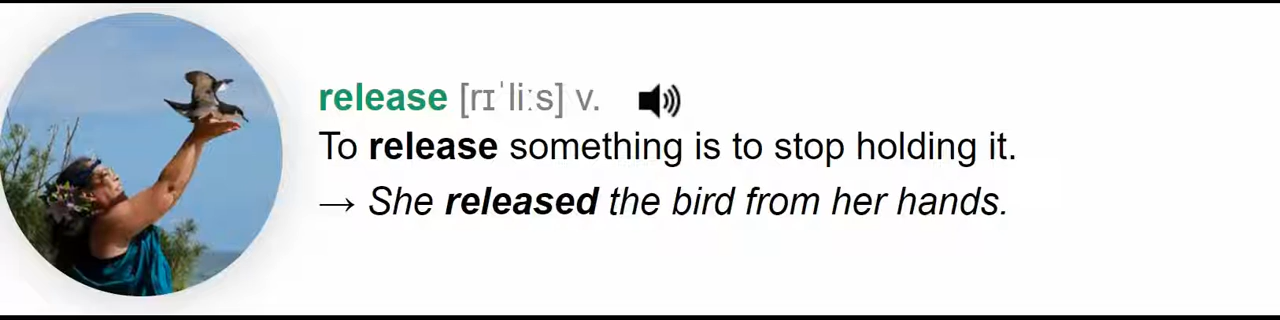 release [rɪˈliːs] v.
To release something is to stop holding it.
→ She released the bird from her hands.